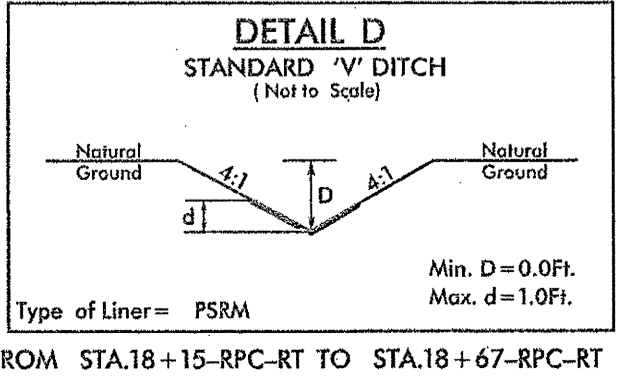 DETAIL D
STANDARD 'V' DITCH
(Not to Scale)
Natural
Ground
4:1
D
4:1
Natural
Ground
d
Min. D=0.0Ft.
Max. d=1.0Ft.
Type of Liner= PSRM
ROM STA.18+15-RPC-RT TO STA.18+67-RPC-RT